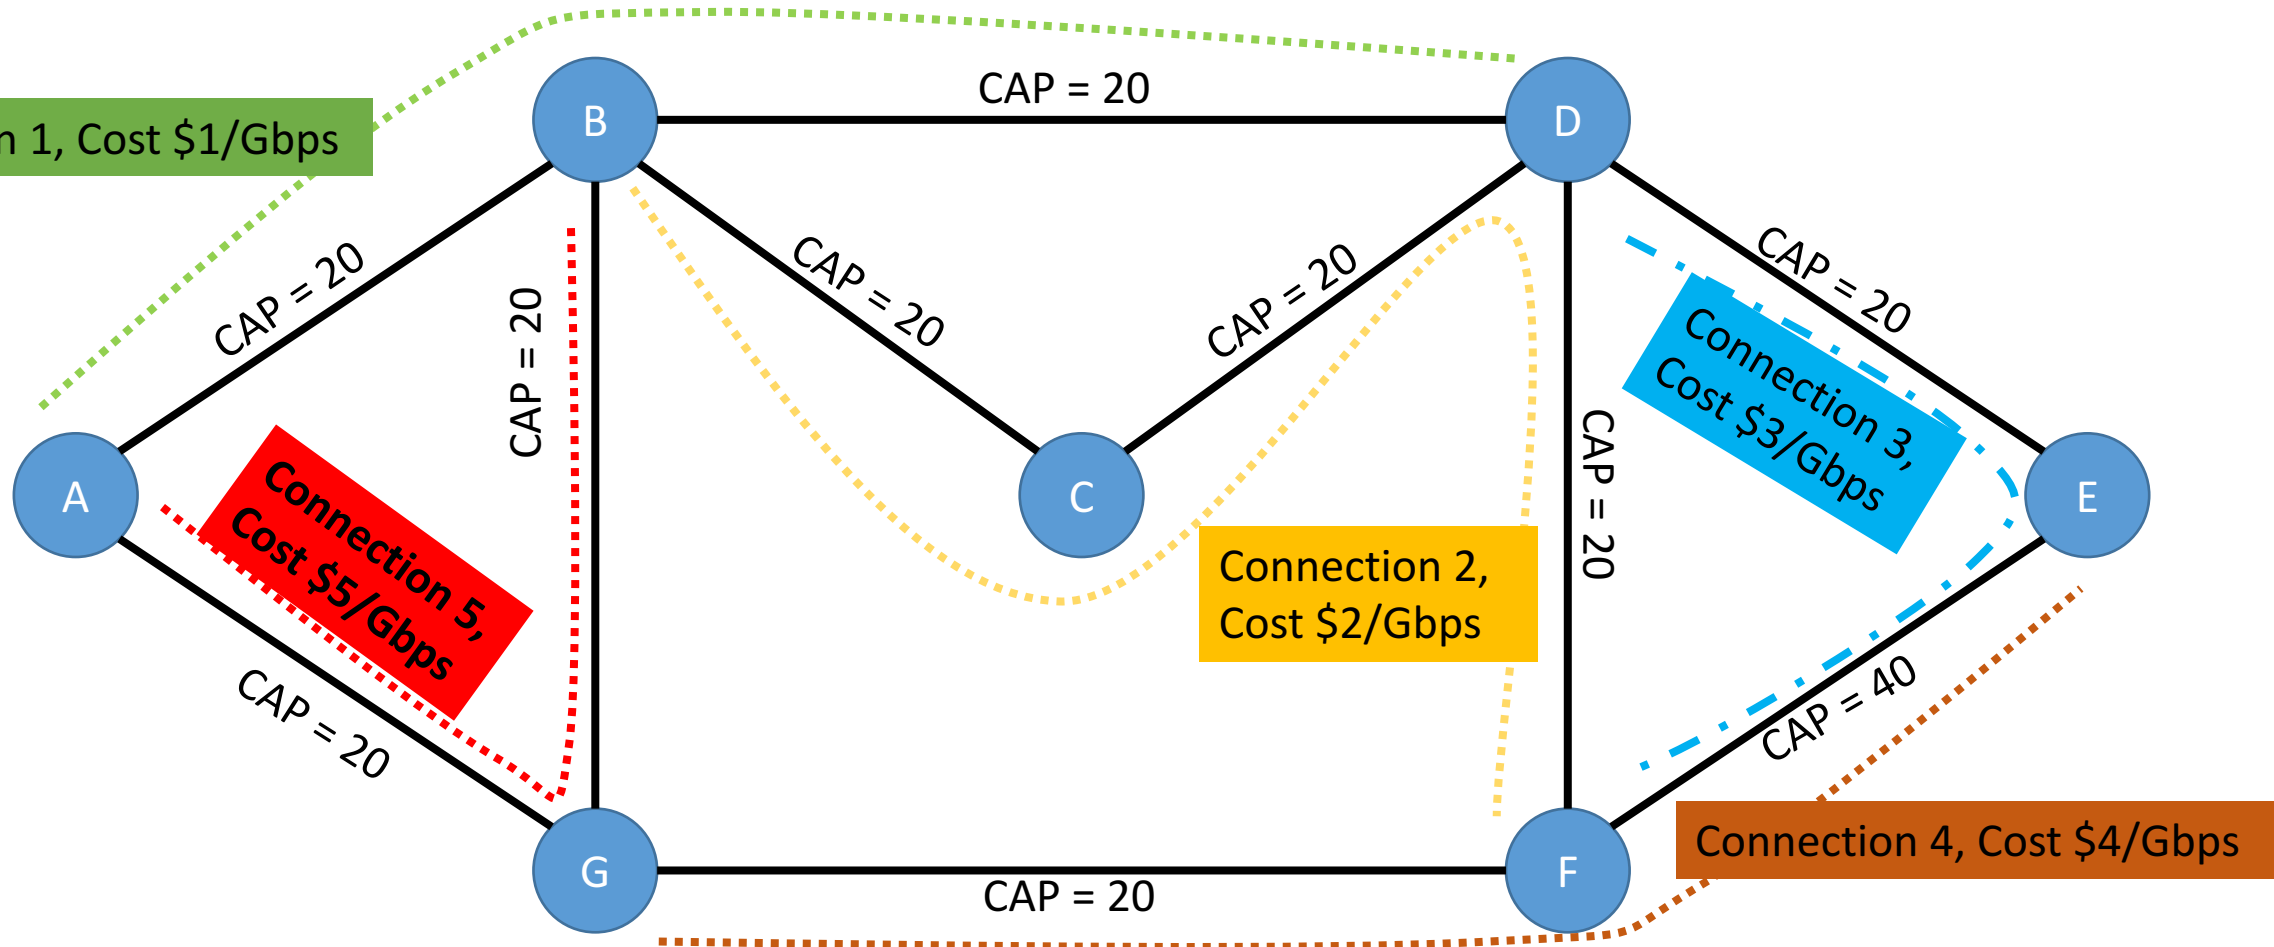 CAP = 20
B
D
n 1, Cost $1/Gbps
CAP = 20
CAP = 20
CAP = 20
CAP = 20
CAP = 20
Connection 3,
Cost $3/Gbps
CAP = 20
A
Connection 5,
Cost $5/Gbps
C
E
Connection 2,
Cost $2/Gbps
CAP = 20
CAP = 40
Connection 4, Cost $4/Gbps
G
F
CAP = 20